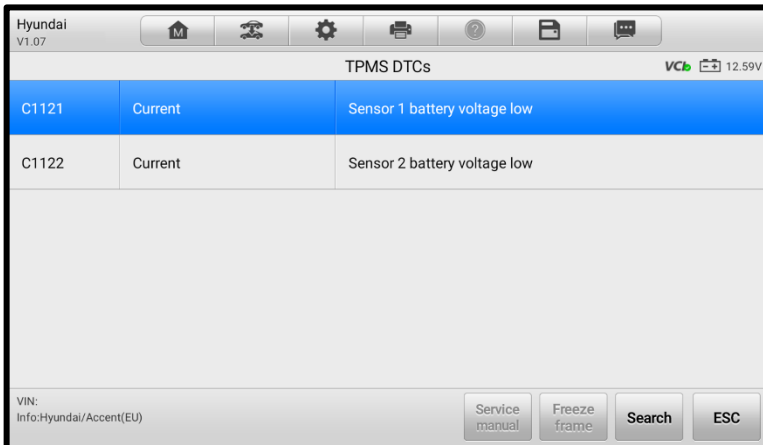 Hyundai
V1.07
M
?
TPMS DTCs
VCI 12.59V
C1121 Current Sensor 1 battery voltage low
C1122 Current Sensor 2 battery voltage low
VIN:
Info:Hyundai/Accent(EU)
Service manual
Freeze frame
Search
ESC